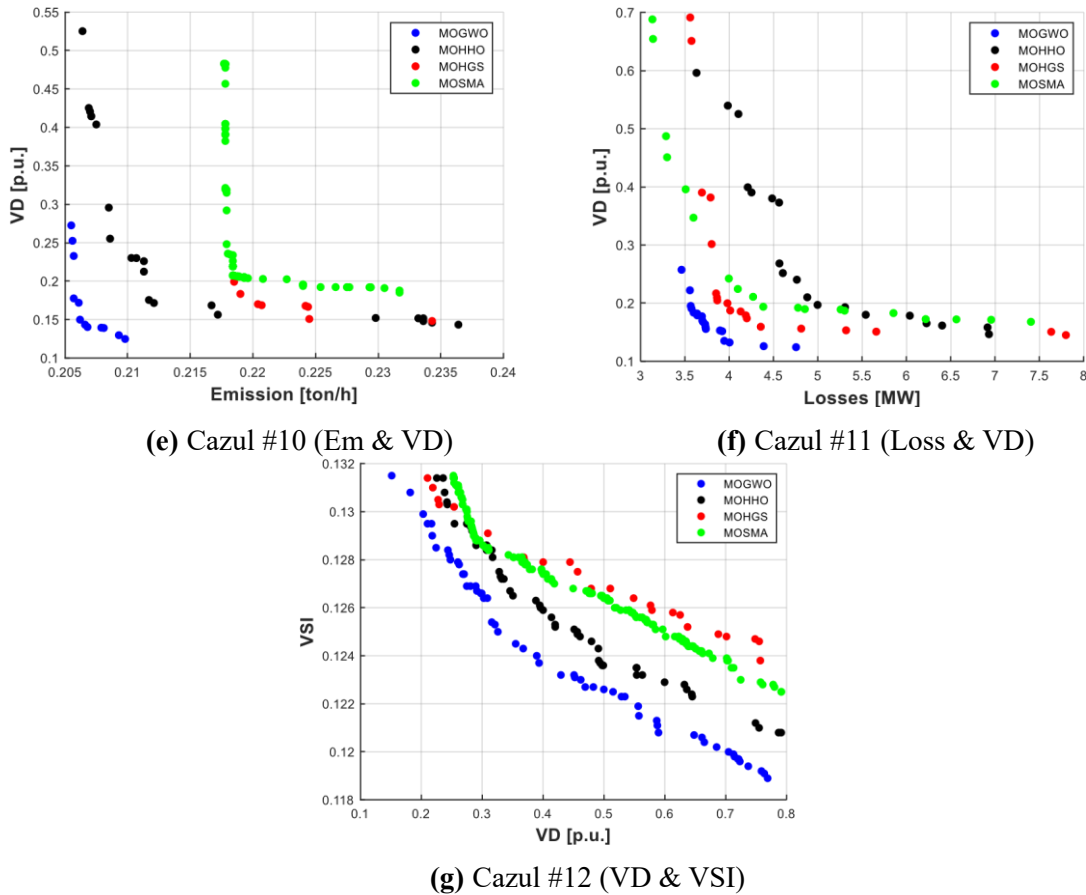 0.55
0.5
0.45
0.4
0.35
0.3
0.25
0.2
0.15
0.1
VD [p.u.]
0.205 0.21 0.215 0.22 0.225 0.23 0.235 0.24
Emission [ton/h]
MOGWO
MOHHO
MOHGS
MOSMA
(e) Cazul #10 (Em & VD)
0.7
0.6
0.5
0.4
0.3
0.2
0.1
VD [p.u.]
3 3.5 4 4.5 5 5.5 6 6.5 7 7.5 8
Losses [MW]
MOGWO
MOHHO
MOHGS
MOSMA
(f) Cazul #11 (Loss & VD)
0.132
0.13
0.128
0.126
0.124
0.122
0.12
0.118
VSI
0.1 0.2 0.3 0.4 0.5 0.6 0.7 0.8
VD [p.u.]
MOGWO
MOHHO
MOHGS
MOSMA
(g) Cazul #12 (VD & VSI)